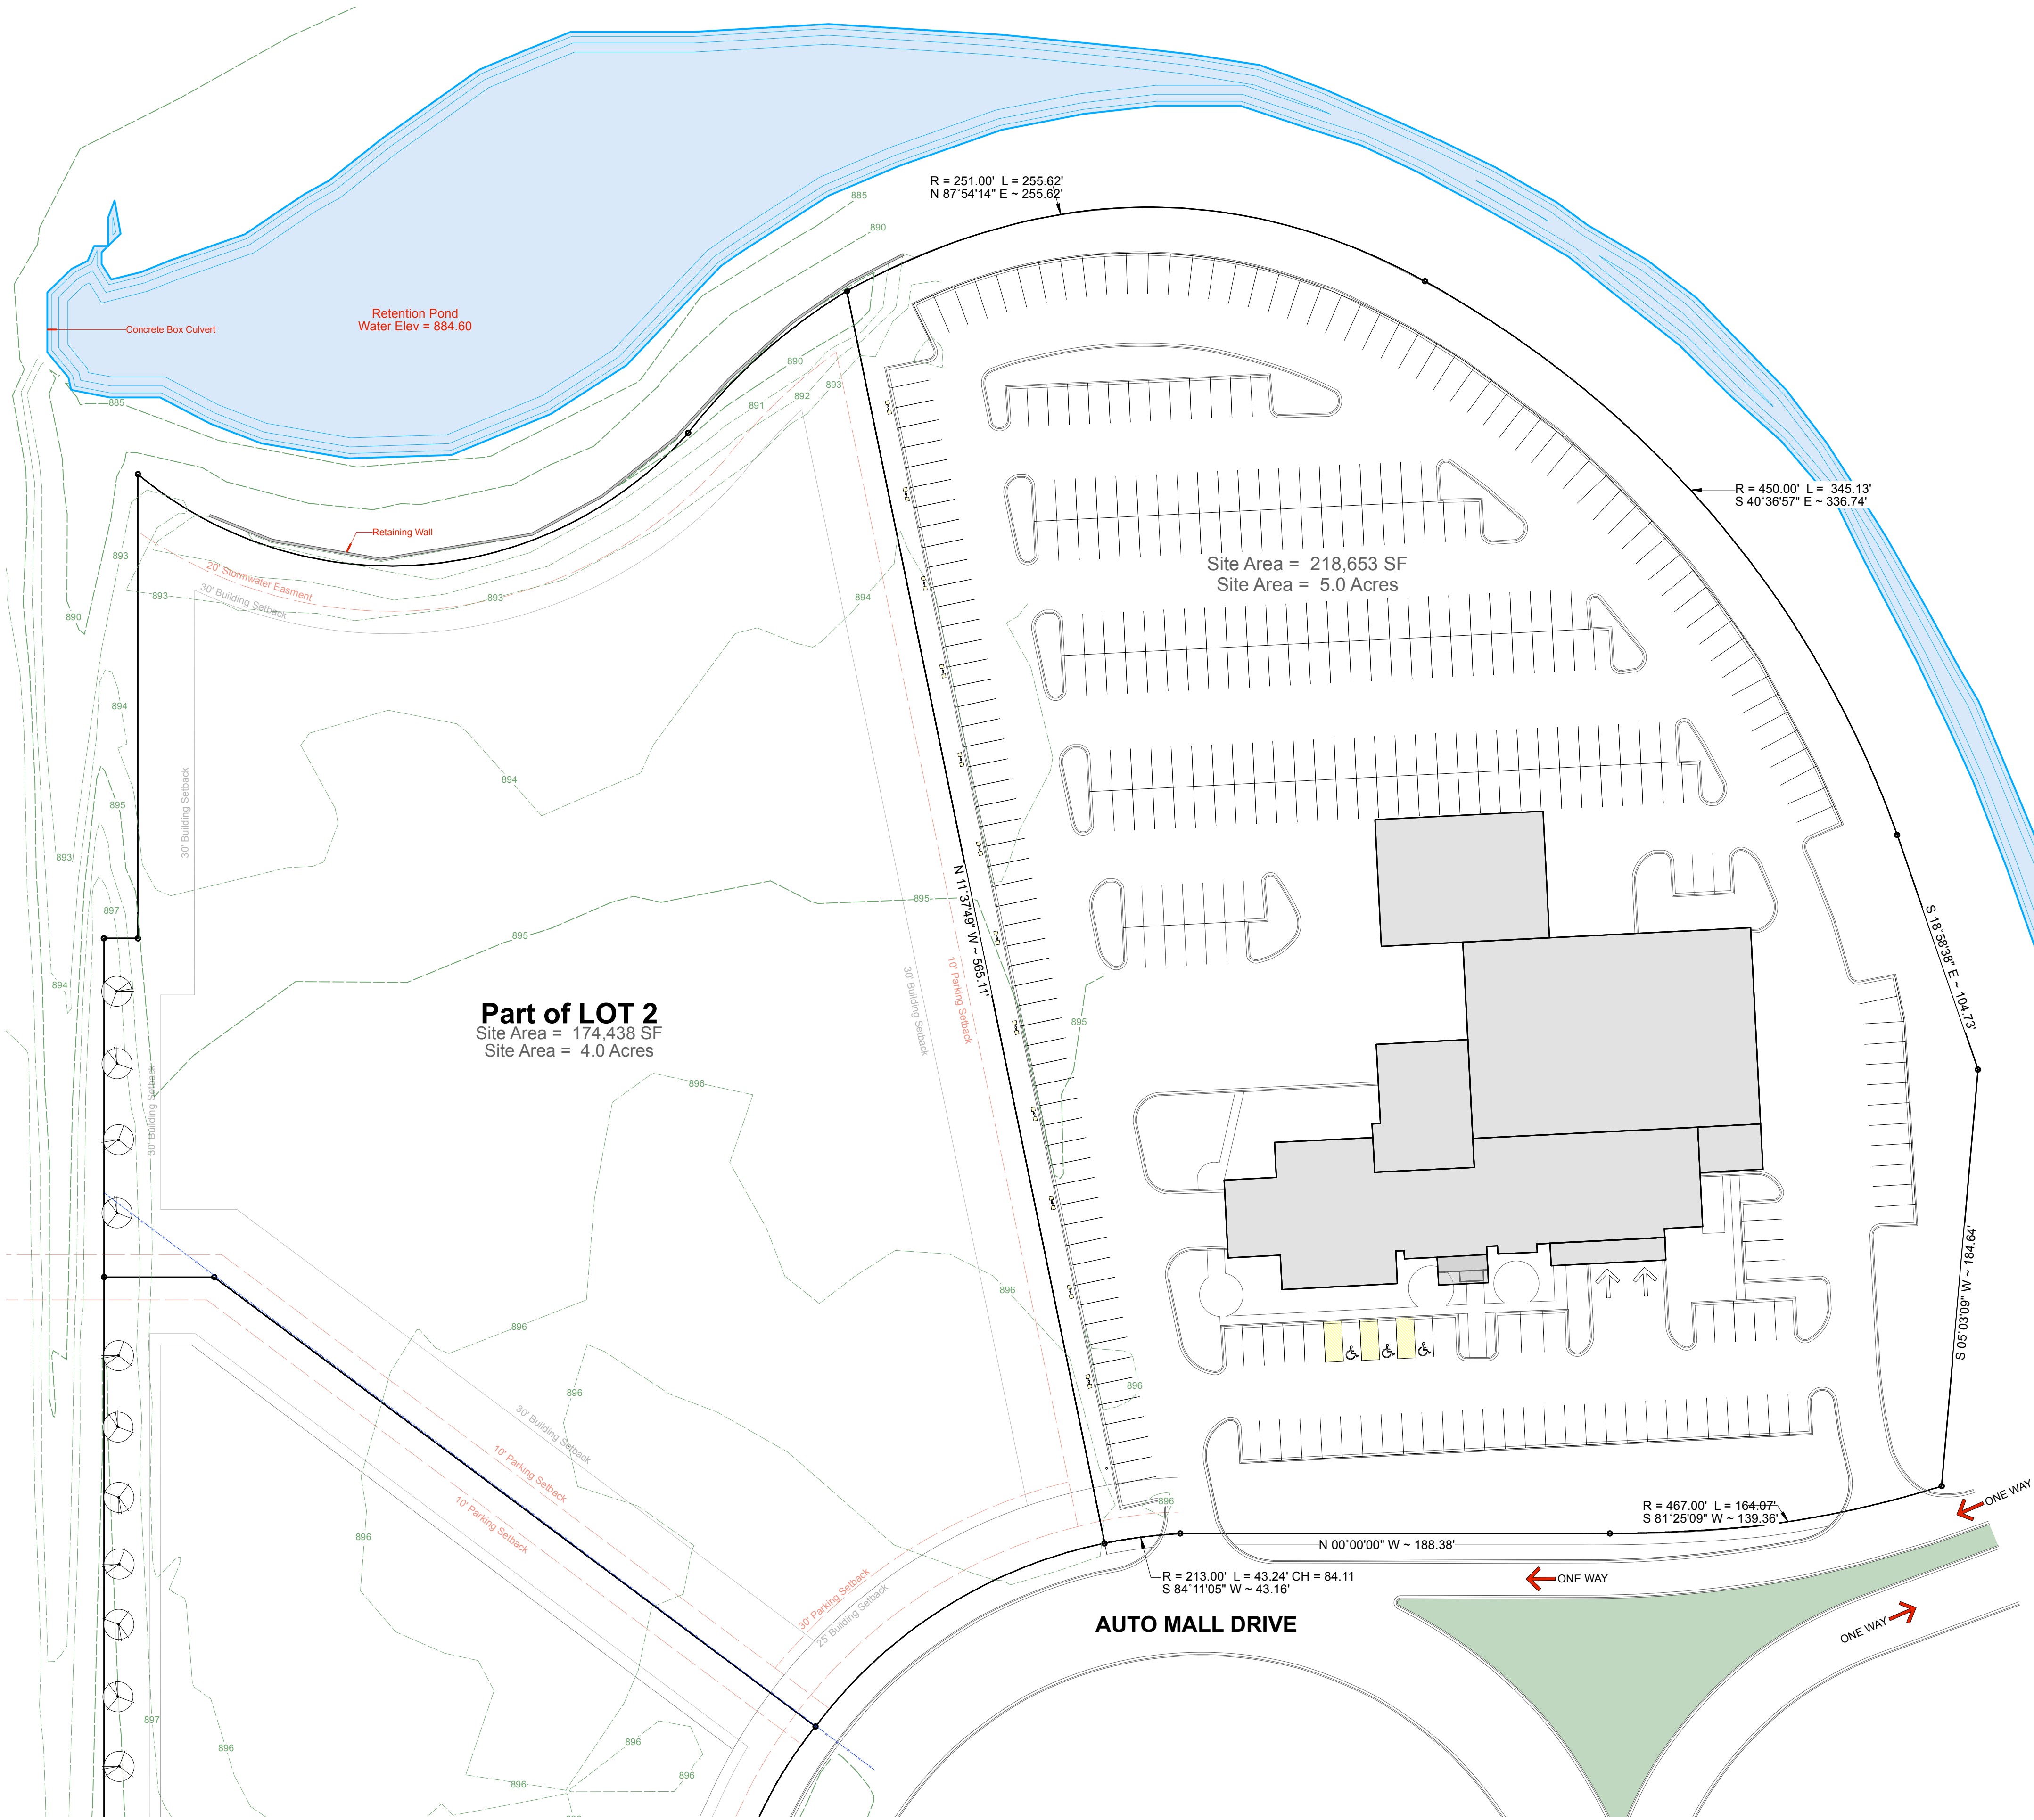 R = 251.00' L = 255.62'
N 87°54'14" E ~ 255.62'
885
890
Retention Pond
Water Elev = 884.60
Concrete Box Culvert
890
893
892
891
885
R = 450.00' L = 345.13'
S 40°36'57" E ~ 336.74'
Retaining Wall
893
20' Stormwater Easment
30' Building Setback
893
893
894
890
Site Area = 218,653 SF
Site Area = 5.0 Acres
894
894
895
30' Building Setback
893
897
895
895
N 11°37'49" W ~ 565.11'
S 18°58'38" E ~ 104.73'
894
30' Building Setback
10' Parking Setback
Part of LOT 2
Site Area = 174,438 SF
Site Area = 4.0 Acres
895
896
30' Building Setback
896
896
S 05°03'09" W ~ 184.64'
896
896
30' Building Setback
10' Parking Setback
10' Parking Setback
896
896
ONE WAY
R = 467.00' L = 164.07'
S 81°25'09" W ~ 139.36'
N 00°00'00" W ~ 188.38'
R = 213.00' L = 43.24' CH = 84.11
S 84°11'05" W ~ 43.16'
ONE WAY
30' Parking Setback
25' Building Setback
AUTO MALL DRIVE
ONE WAY
897
896
896
896
896